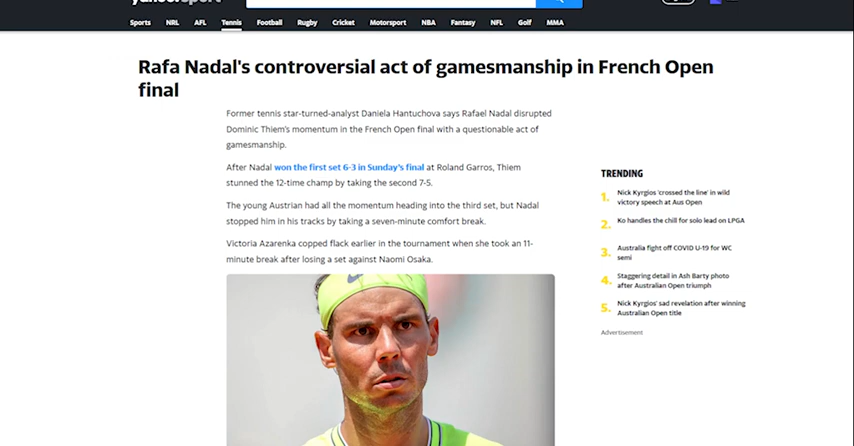 Sports NRL AFL Tennis Football Rugby Cricket Motorsport NBA Fantasy NFL Golf MMA
Rafa Nadal's controversial act of gamesmanship in French Open
final
Former tennis star-turned-analyst Daniela Hantuchova says Rafael Nadal disrupted
Dominic Thiem's momentum in the French Open final with a questionable act of
gamesmanship.
After Nadal won the first set 6-3 in Sunday's final at Roland Garros, Thiem
stunned the 12-time champ by taking the second 7-5.
The young Austrian had all the momentum heading into the third set, but Nadal
stopped him in his tracks by taking a seven-minute comfort break.
Victoria Azarenka copped flack earlier in the tournament when she took an 11-
minute break after losing a set against Naomi Osaka.
TRENDING
1. Nick Kyrgios 'crossed the line' in wild
victory speech at Aus Open
2. Ko handles the chill for solo lead on LPGA
3. Australia fight off COVID U-19 for WC
semi
4. Staggering detail in Ash Barty photo
after Australian Open triumph
5. Nick Kyrgios' sad revelation after winning
Australian Open title
Advertisement